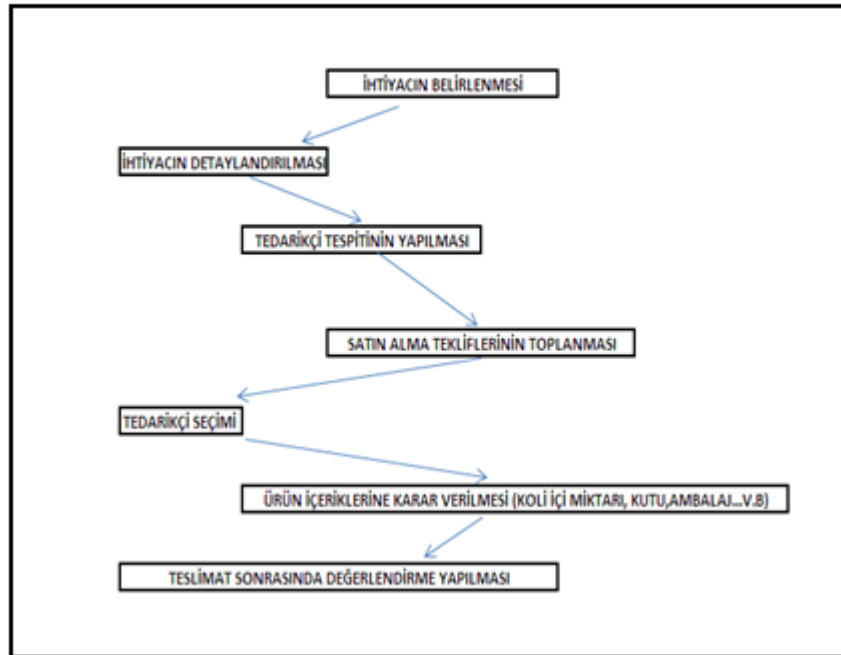 İHTİYACIN BELİRLENMESİ
İHTİYACIN DETAYLANDIRILMASI
TEDARİKÇİ TESPİTİNİN YAPILMASI
SATIN ALMA TEKLİFLERİNİN TOPLANMASI
TEDARİKÇİ SEÇİMİ
ÜRÜN İÇERİKLERİNE KARAR VERİLMESİ (KOLİ İÇİ MİKTARI, KUTU,AMBALAJ...V.B)
TESLİMAT SONRASINDA DEĞERLENDİRME YAPILMASI